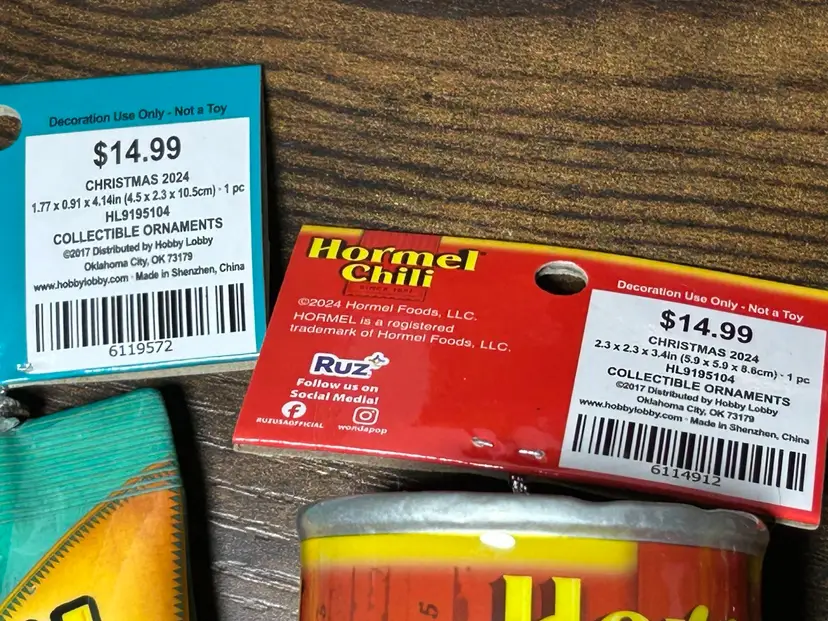 Decoration Use Only - Not a Toy
$14.99
CHRISTMAS 2024
1.77 x 0.91 x 4.14in (4.5 x 2.3 x 10.5cm) · 1 pc
HL9195104
COLLECTIBLE ORNAMENTS
©2017 Distributed by Hobby Lobby
Oklahoma City, OK 73179
www.hobbylobby.com · Made in Shenzhen, China
6119572
Hormel
Chili
SINCE 1891
©2024 Hormel Foods, LLC.
HORMEL is a registered
trademark of Hormel Foods, LLC.
Ruz
Follow us on
Social Media!
RUZUSAOFFICIAL
wondapop
Decoration Use Only - Not a Toy
$14.99
CHRISTMAS 2024
2.3 x 2.3 x 3.4in (5.9 x 5.9 x 8.6cm) · 1 pc
HL9195104
COLLECTIBLE ORNAMENTS
©2017 Distributed by Hobby Lobby
Oklahoma City, OK 73179
www.hobbylobby.com · Made in Shenzhen, China
6114912